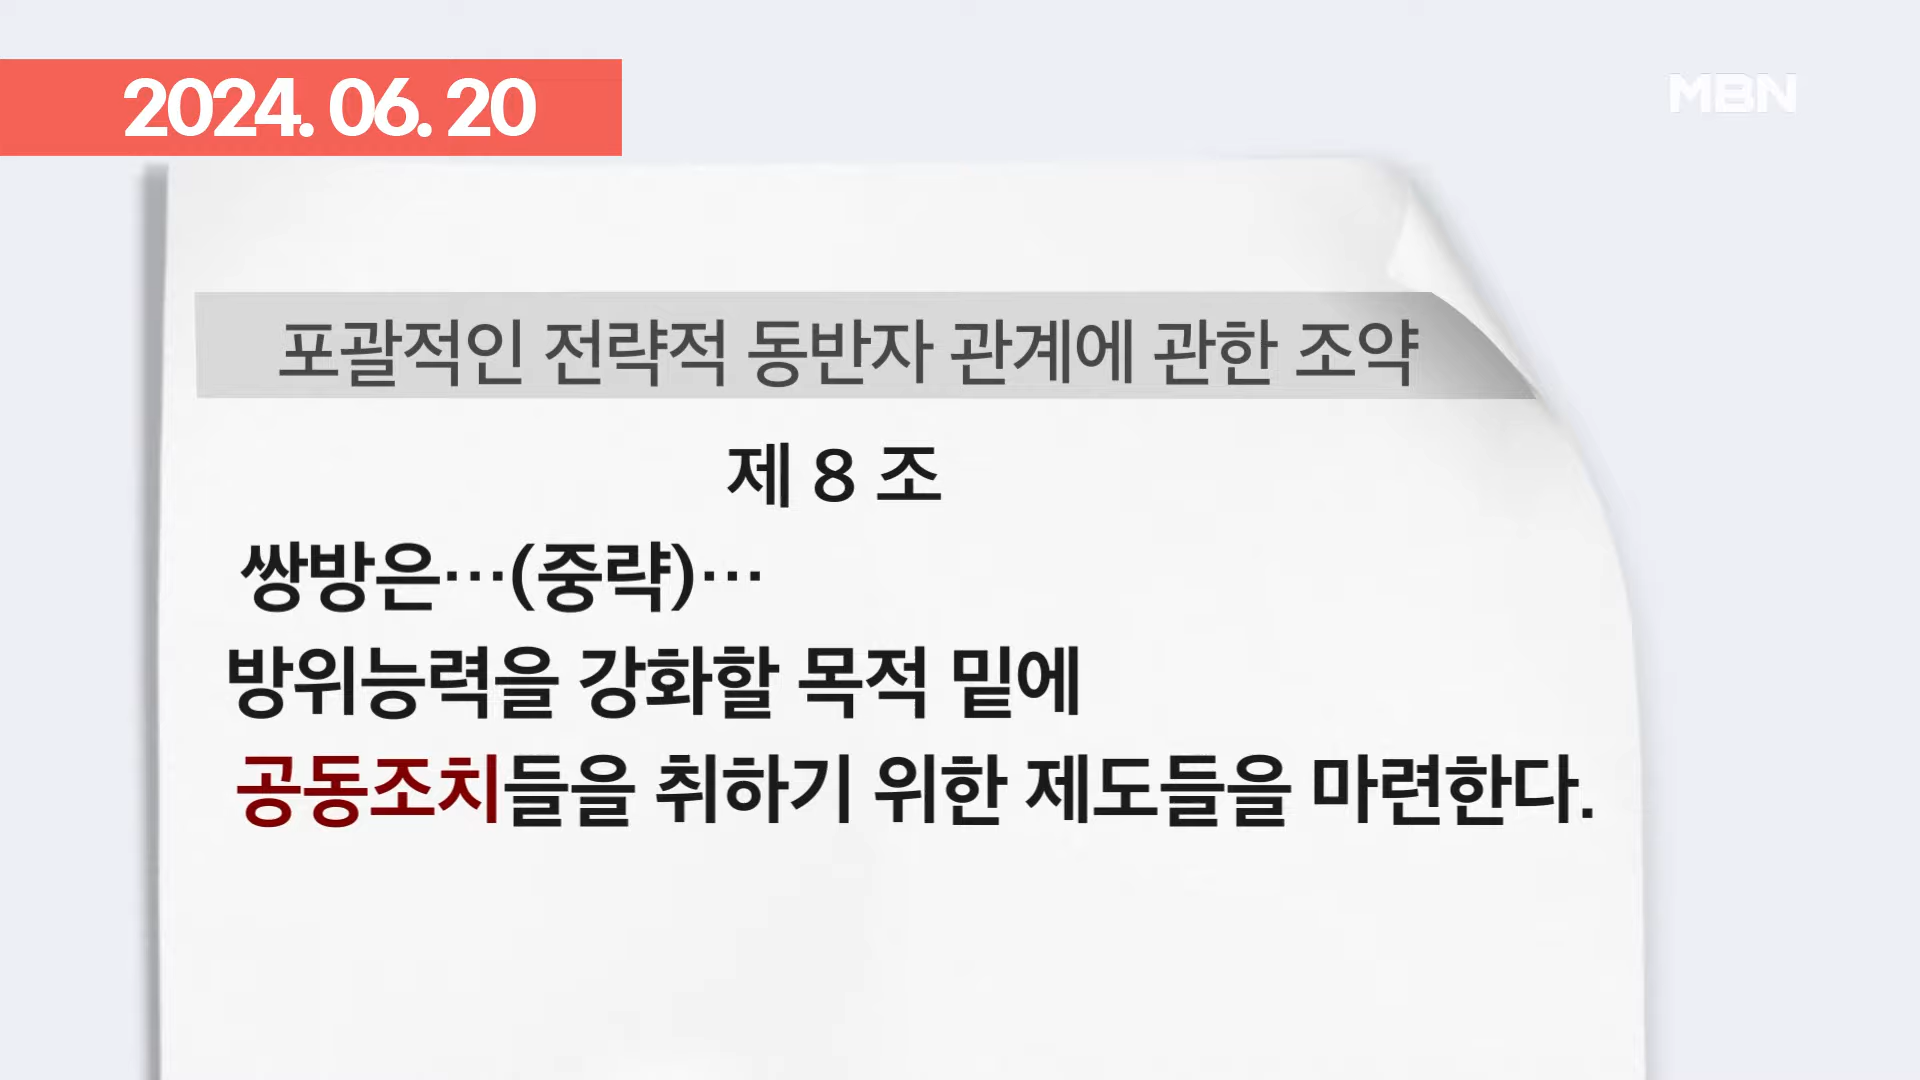 2024. 06. 20
MBN
포괄적인 전략적 동반자 관계에 관한 조약
제 8 조
쌍방은…(중략)…
방위능력을 강화할 목적 밑에
공동조치들을 취하기 위한 제도들을 마련한다.